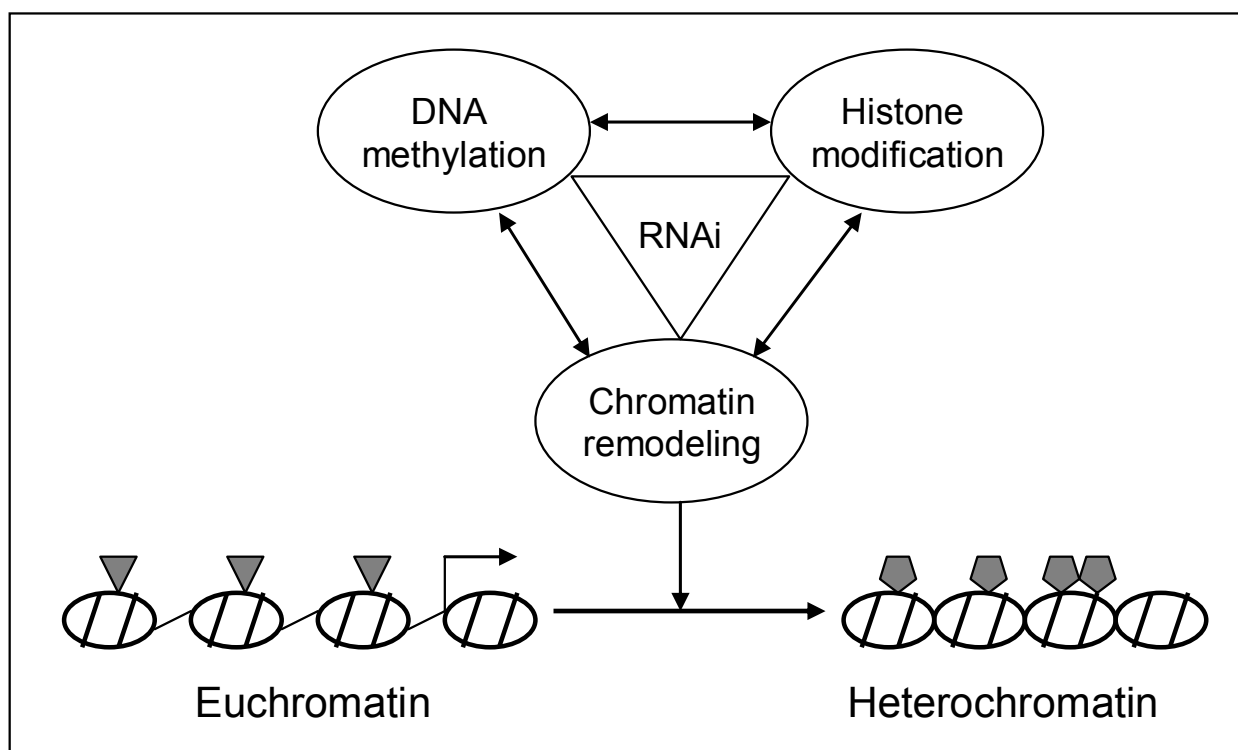 DNA
methylation
Histone
modification
RNAi
Chromatin
remodeling
Euchromatin
Heterochromatin